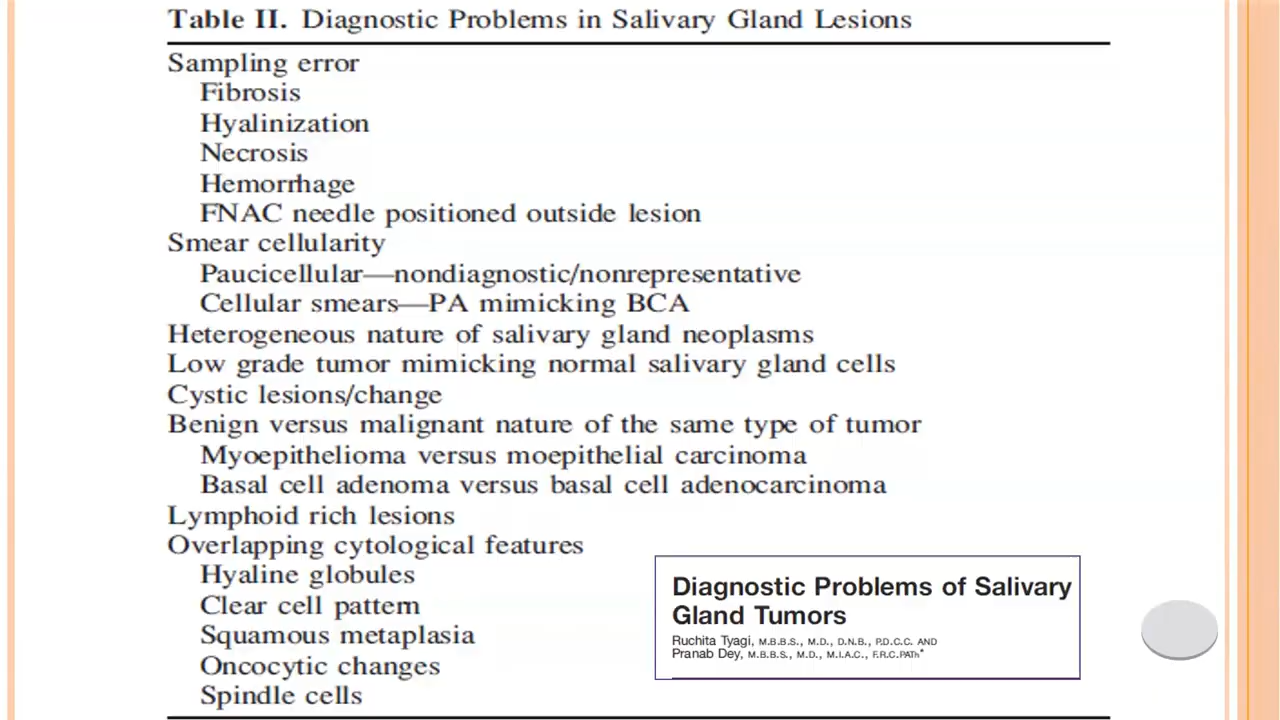 Table II. Diagnostic Problems in Salivary Gland Lesions
Sampling error
Fibrosis
Hyalinization
Necrosis
Hemorrhage
FNAC needle positioned outside lesion
Smear cellularity
Paucicellular—nondiagnostic/nonrepresentative
Cellular smears—PA mimicking BCA
Heterogeneous nature of salivary gland neoplasms
Low grade tumor mimicking normal salivary gland cells
Cystic lesions/change
Benign versus malignant nature of the same type of tumor
Myoepithelioma versus moepithelial carcinoma
Basal cell adenoma versus basal cell adenocarcinoma
Lymphoid rich lesions
Overlapping cytological features
Hyaline globules
Clear cell pattern
Squamous metaplasia
Oncocytic changes
Spindle cells
Diagnostic Problems of Salivary
Gland Tumors
Ruchita Tyagi, M.B.B.S., M.D., D.N.B., P.D.C.C. AND
Pranab Dey, M.B.B.S., M.D., M.I.A.C., F.R.C.PATh*